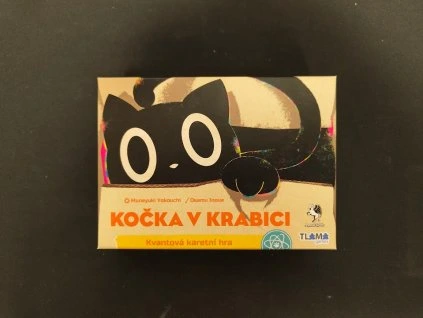 Muneyuki Yokouchi Osamu Inoue
KOČKA V KRABICI
Kvantová karetní hra
TLAMA